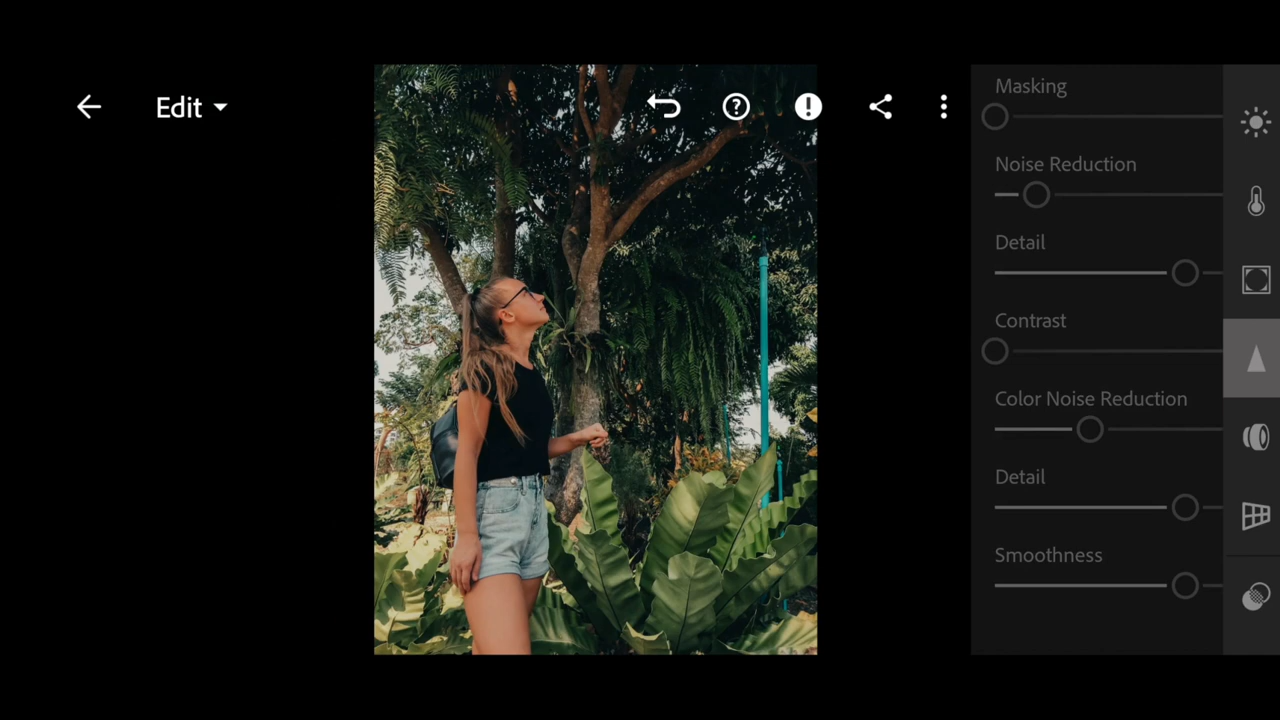 Edit
Masking
Noise Reduction
Detail
Contrast
Color Noise Reduction
Detail
Smoothness